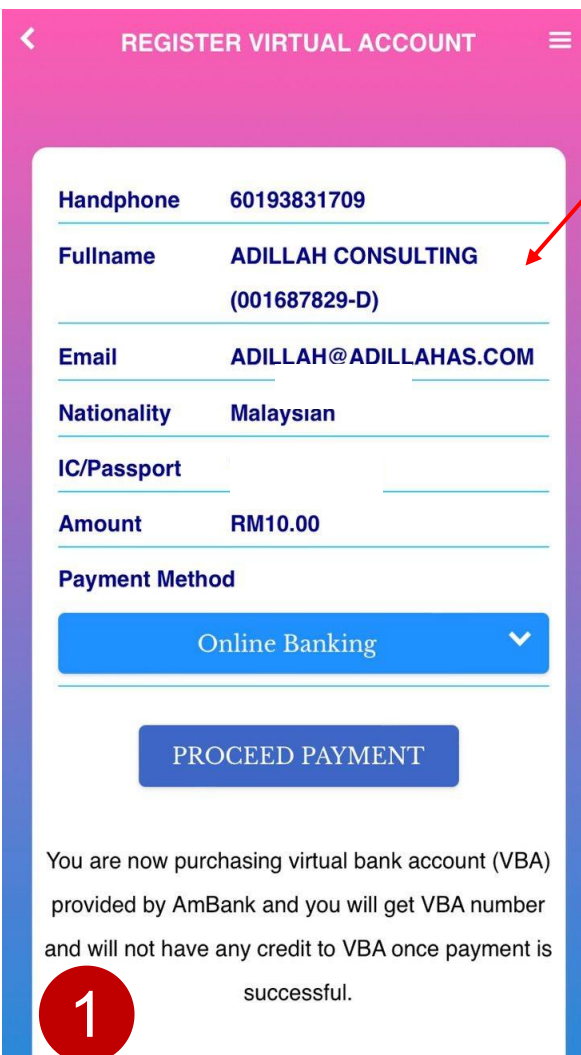 REGISTER VIRTUAL ACCOUNT
Handphone 60193831709
Fullname ADILLAH CONSULTING
(001687829-D)
Email ADILLAH@ADILLAHAS.COM
Nationality Malaysian
IC/Passport
Amount RM10.00
Payment Method
Online Banking
PROCEED PAYMENT
You are now purchasing virtual bank account (VBA)
provided by AmBank and you will get VBA number
and will not have any credit to VBA once payment is
successful.
1